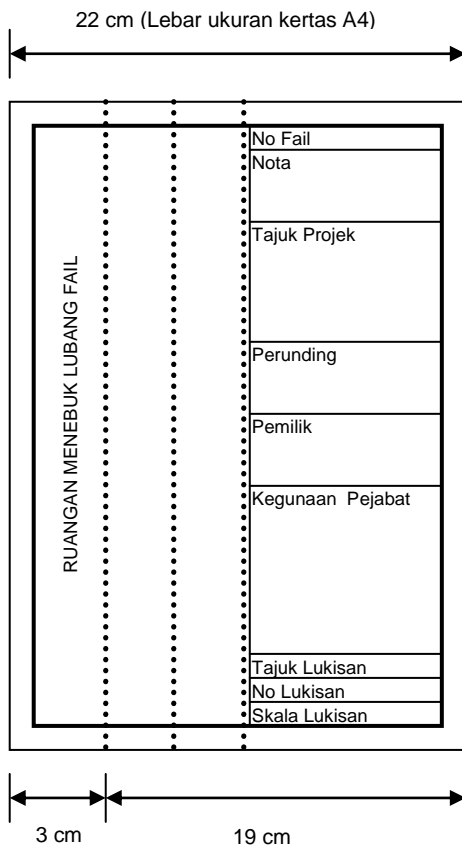 22 cm (Lebar ukuran kertas A4)
RUANGAN MENEBUK LUBANG FAIL
No Fail
Nota
Tajuk Projek
Perunding
Pemilik
Kegunaan  Pejabat
Tajuk Lukisan
No Lukisan
Skala Lukisan
3 cm
19 cm